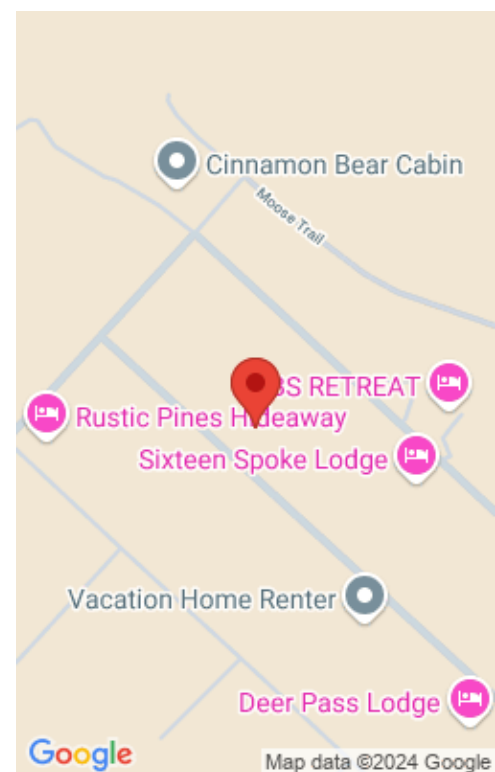 Cinnamon Bear Cabin
Moose Trail
BS RETREAT
Rustic Pines Hideaway
Sixteen Spoke Lodge
Vacation Home Renter
Deer Pass Lodge
Google
Map data ©2024 Google